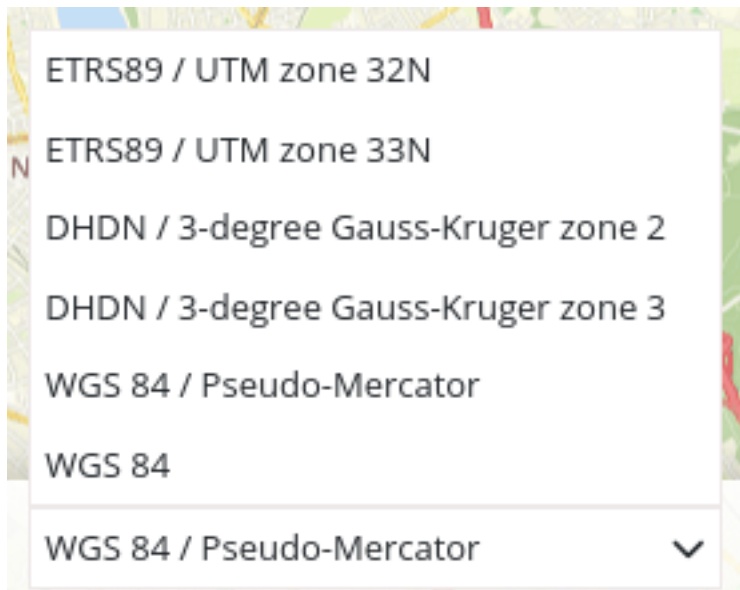 ETRS89 / UTM zone 32N
ETRS89 / UTM zone 33N
N
DHDN / 3-degree Gauss-Kruger zone 2
DHDN / 3-degree Gauss-Kruger zone 3
WGS 84 / Pseudo-Mercator
WGS 84
WGS 84 / Pseudo-Mercator